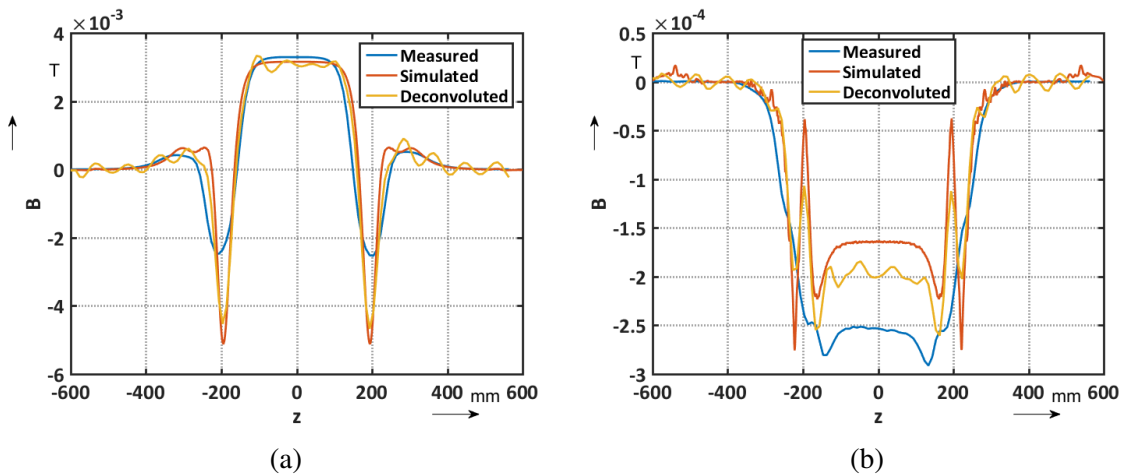 ×10⁻³
4
T
2
0
B
-2
-4
-6
-600 -400 -200 0 200 400 mm 600
z
Measured
Simulated
Deconvoluted
(a)
×10⁻⁴
0.5
T
0
-0.5
-1
B
-1.5
-2
-2.5
-3
-600 -400 -200 0 200 400 mm 600
z
Measured
Simulated
Deconvoluted
(b)